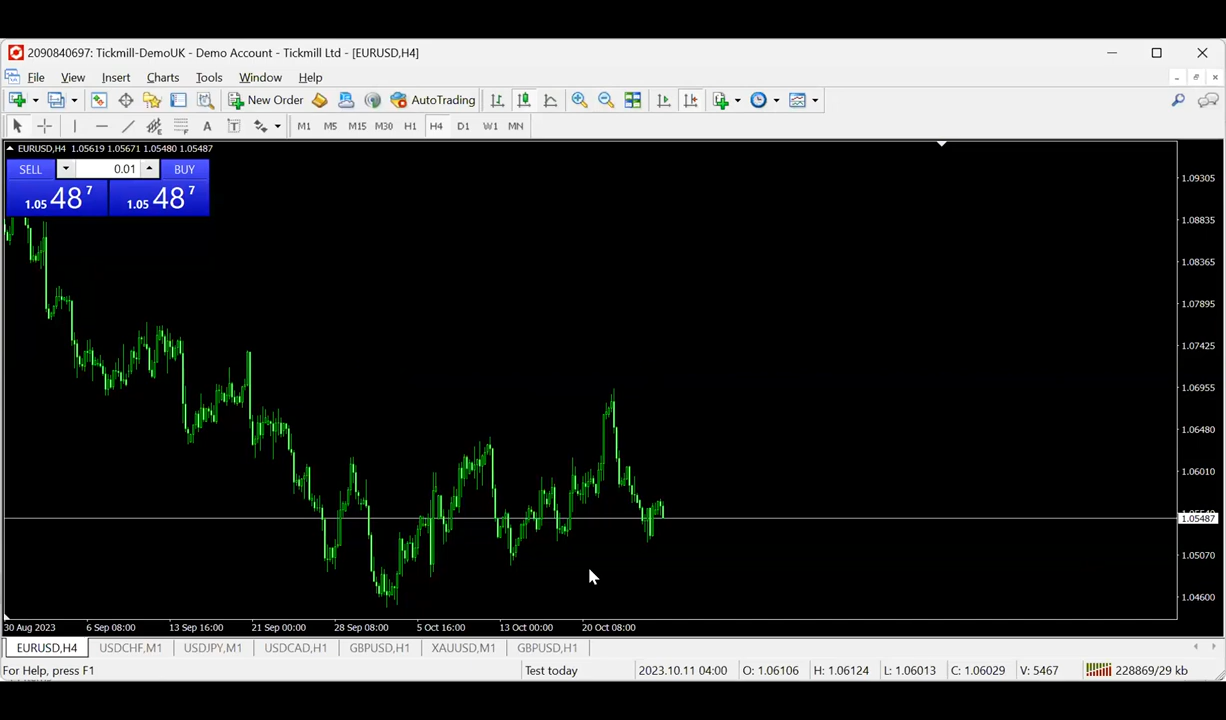 2090840697: Tickmill-DemoUK - Demo Account - Tickmill Ltd - [EURUSD,H4]
File View Insert Charts Tools Window Help
New Order AutoTrading
A T M1 M5 M15 M30 H1 H4 D1 W1 MN
EURUSD,H4 1.05619 1.05671 1.05480 1.05487
SELL 0.01 BUY
1.05 48 7 1.05 48 7
1.09305
1.08835
1.08365
1.07895
1.07425
1.06955
1.06480
1.06010
1.05487
1.05070
1.04600
30 Aug 2023 6 Sep 08:00 13 Sep 16:00 21 Sep 00:00 28 Sep 08:00 5 Oct 16:00 13 Oct 00:00 20 Oct 08:00
EURUSD,H4 USDCHF,M1 USDJPY,M1 USDCAD,H1 GBPUSD,H1 XAUUSD,M1 GBPUSD,H1
For Help, press F1 Test today 2023.10.11 04:00 O: 1.06106 H: 1.06124 L: 1.06013 C: 1.06029 V: 5467 228869/29 kb